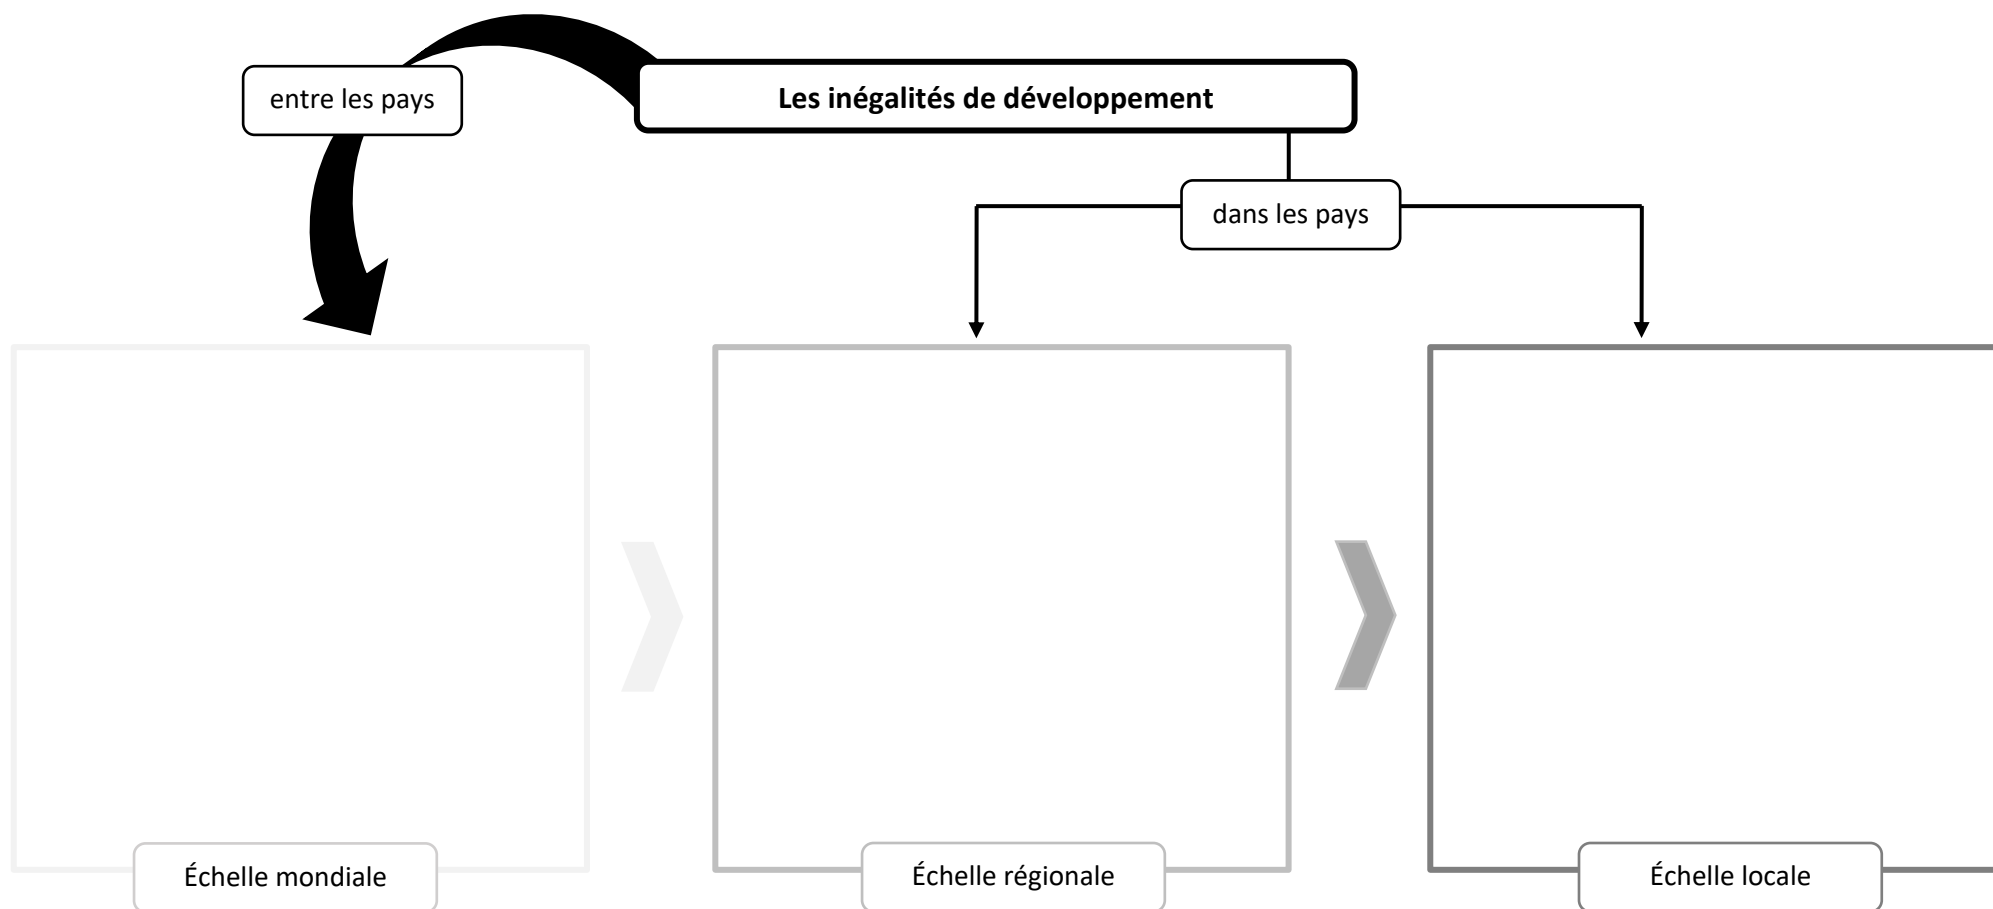 Les inégalités de développement
entre les pays
dans les pays
Échelle mondiale
Échelle régionale
Échelle locale